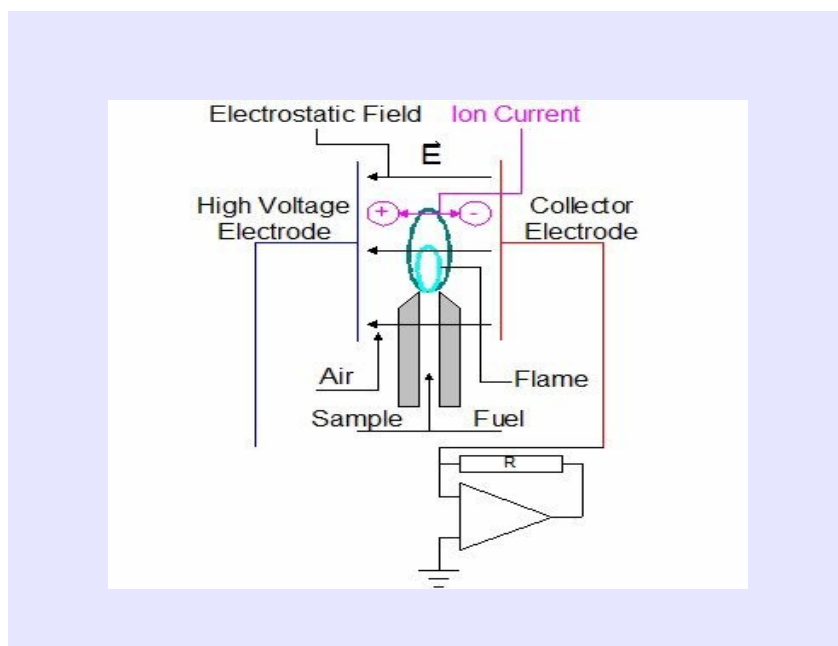 Electrostatic Field Ion Current
E
High Voltage
Electrode
+
-
Collector
Electrode
Air
Flame
Sample
Fuel
R